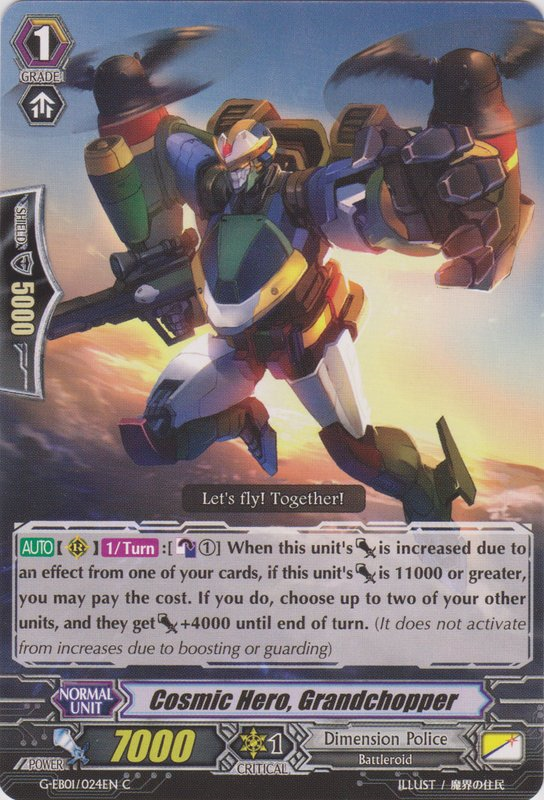 1
GRADE
SHIELD
5000
Let's fly! Together!
AUTO【 R 】 1/Turn :[ ①] When this unit's is increased due to
an effect from one of your cards, if this unit's is 11000 or greater,
you may pay the cost. If you do, choose up to two of your other
units, and they get +4000 until end of turn. (It does not activate
from increases due to boosting or guarding)
NORMAL
UNIT
Cosmic Hero, Grandchopper
POWER
7000
1
CRITICAL
Dimension Police
Battleroid
G-EB01/024EN C
ILLUST / 魔界の住民